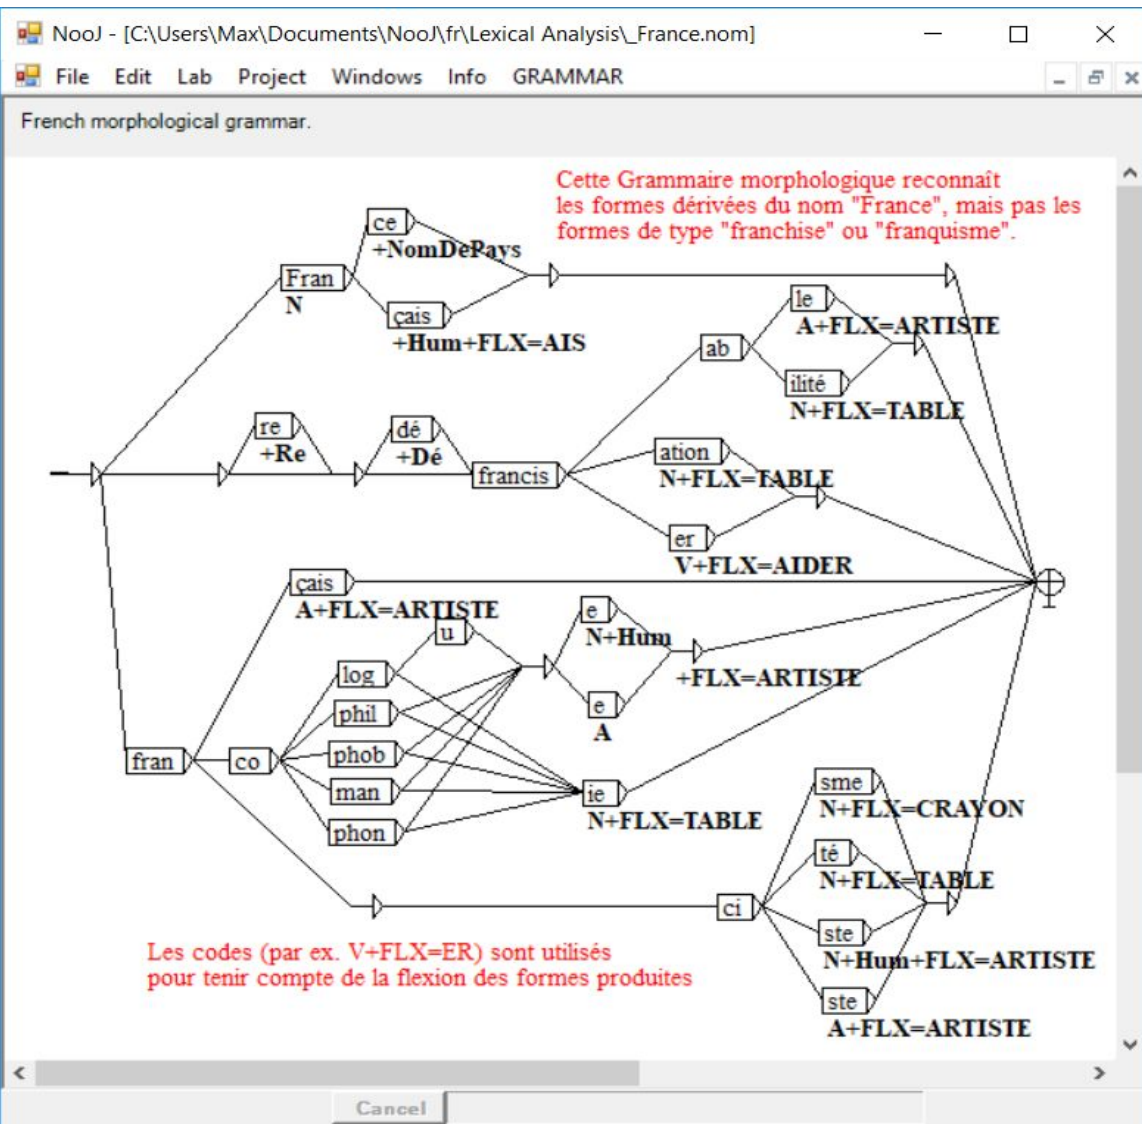 NooJ - [C:\Users\Max\Documents\NooJ\fr\Lexical Analysis\_France.nom]
File Edit Lab Project Windows Info GRAMMAR
French morphological grammar.
Cette Grammaire morphologique reconnaît
les formes dérivées du nom "France", mais pas les
formes de type "franchise" ou "franquisme".
ce
+NomDePays
Fran
N
çais
+Hum+FLX=AIS
le
A+FLX=ARTISTE
ab
ilité
N+FLX=TABLE
re
+Re
dé
+Dé
francis
ation
N+FLX=TABLE
er
V+FLX=AIDER
çais
A+FLX=ARTISTE
u
e
N+Hum
+FLX=ARTISTE
log
phil
e
A
fran
co
phob
man
ie
N+FLX=TABLE
phon
sme
N+FLX=CRAYON
té
N+FLX=TABLE
ci
ste
N+Hum+FLX=ARTISTE
ste
A+FLX=ARTISTE
Les codes (par ex. V+FLX=ER) sont utilisés
pour tenir compte de la flexion des formes produites
Cancel